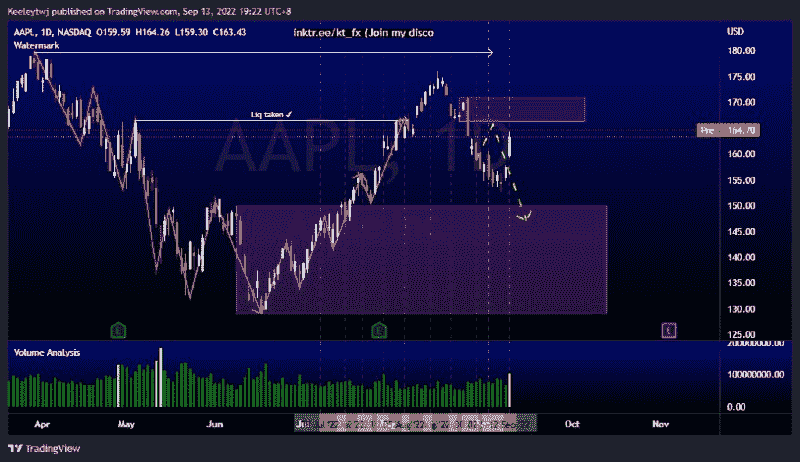 Keeleytwj published on TradingView.com, Sep 13, 2022 19:22 UTC+8
AAPL, 1D, NASDAQ O159.59 H164.26 L159.30 C163.43
inktr.ee/kt_fx (Join my disco
USD
Watermark
180.00
175.00
170.00
Liq taken ✓
AAPL, 1D
Pre 164.70
160.00
155.00
150.00
145.00
140.00
135.00
130.00
125.00
Volume Analysis
200000000.00
100000000.00
0.00
Apr May Jun Oct Nov
TradingView